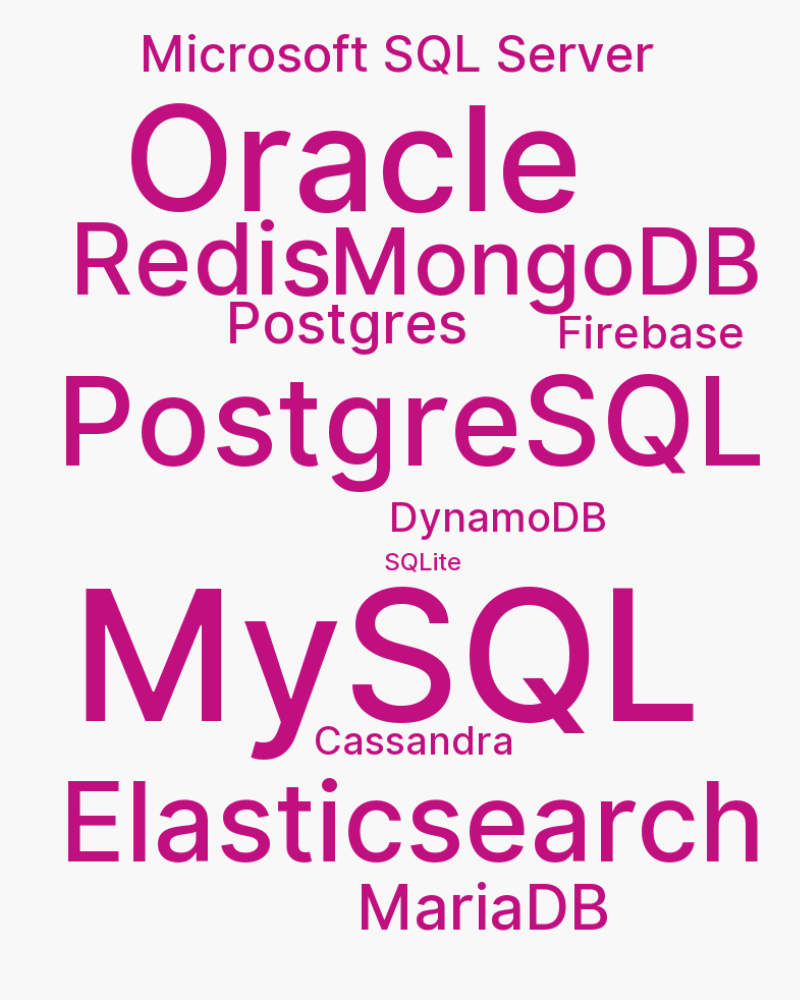 Microsoft SQL Server
Oracle
Redis MongoDB
Postgres Firebase
PostgreSQL
DynamoDB
SQLite
MySQL
Cassandra
Elasticsearch
MariaDB